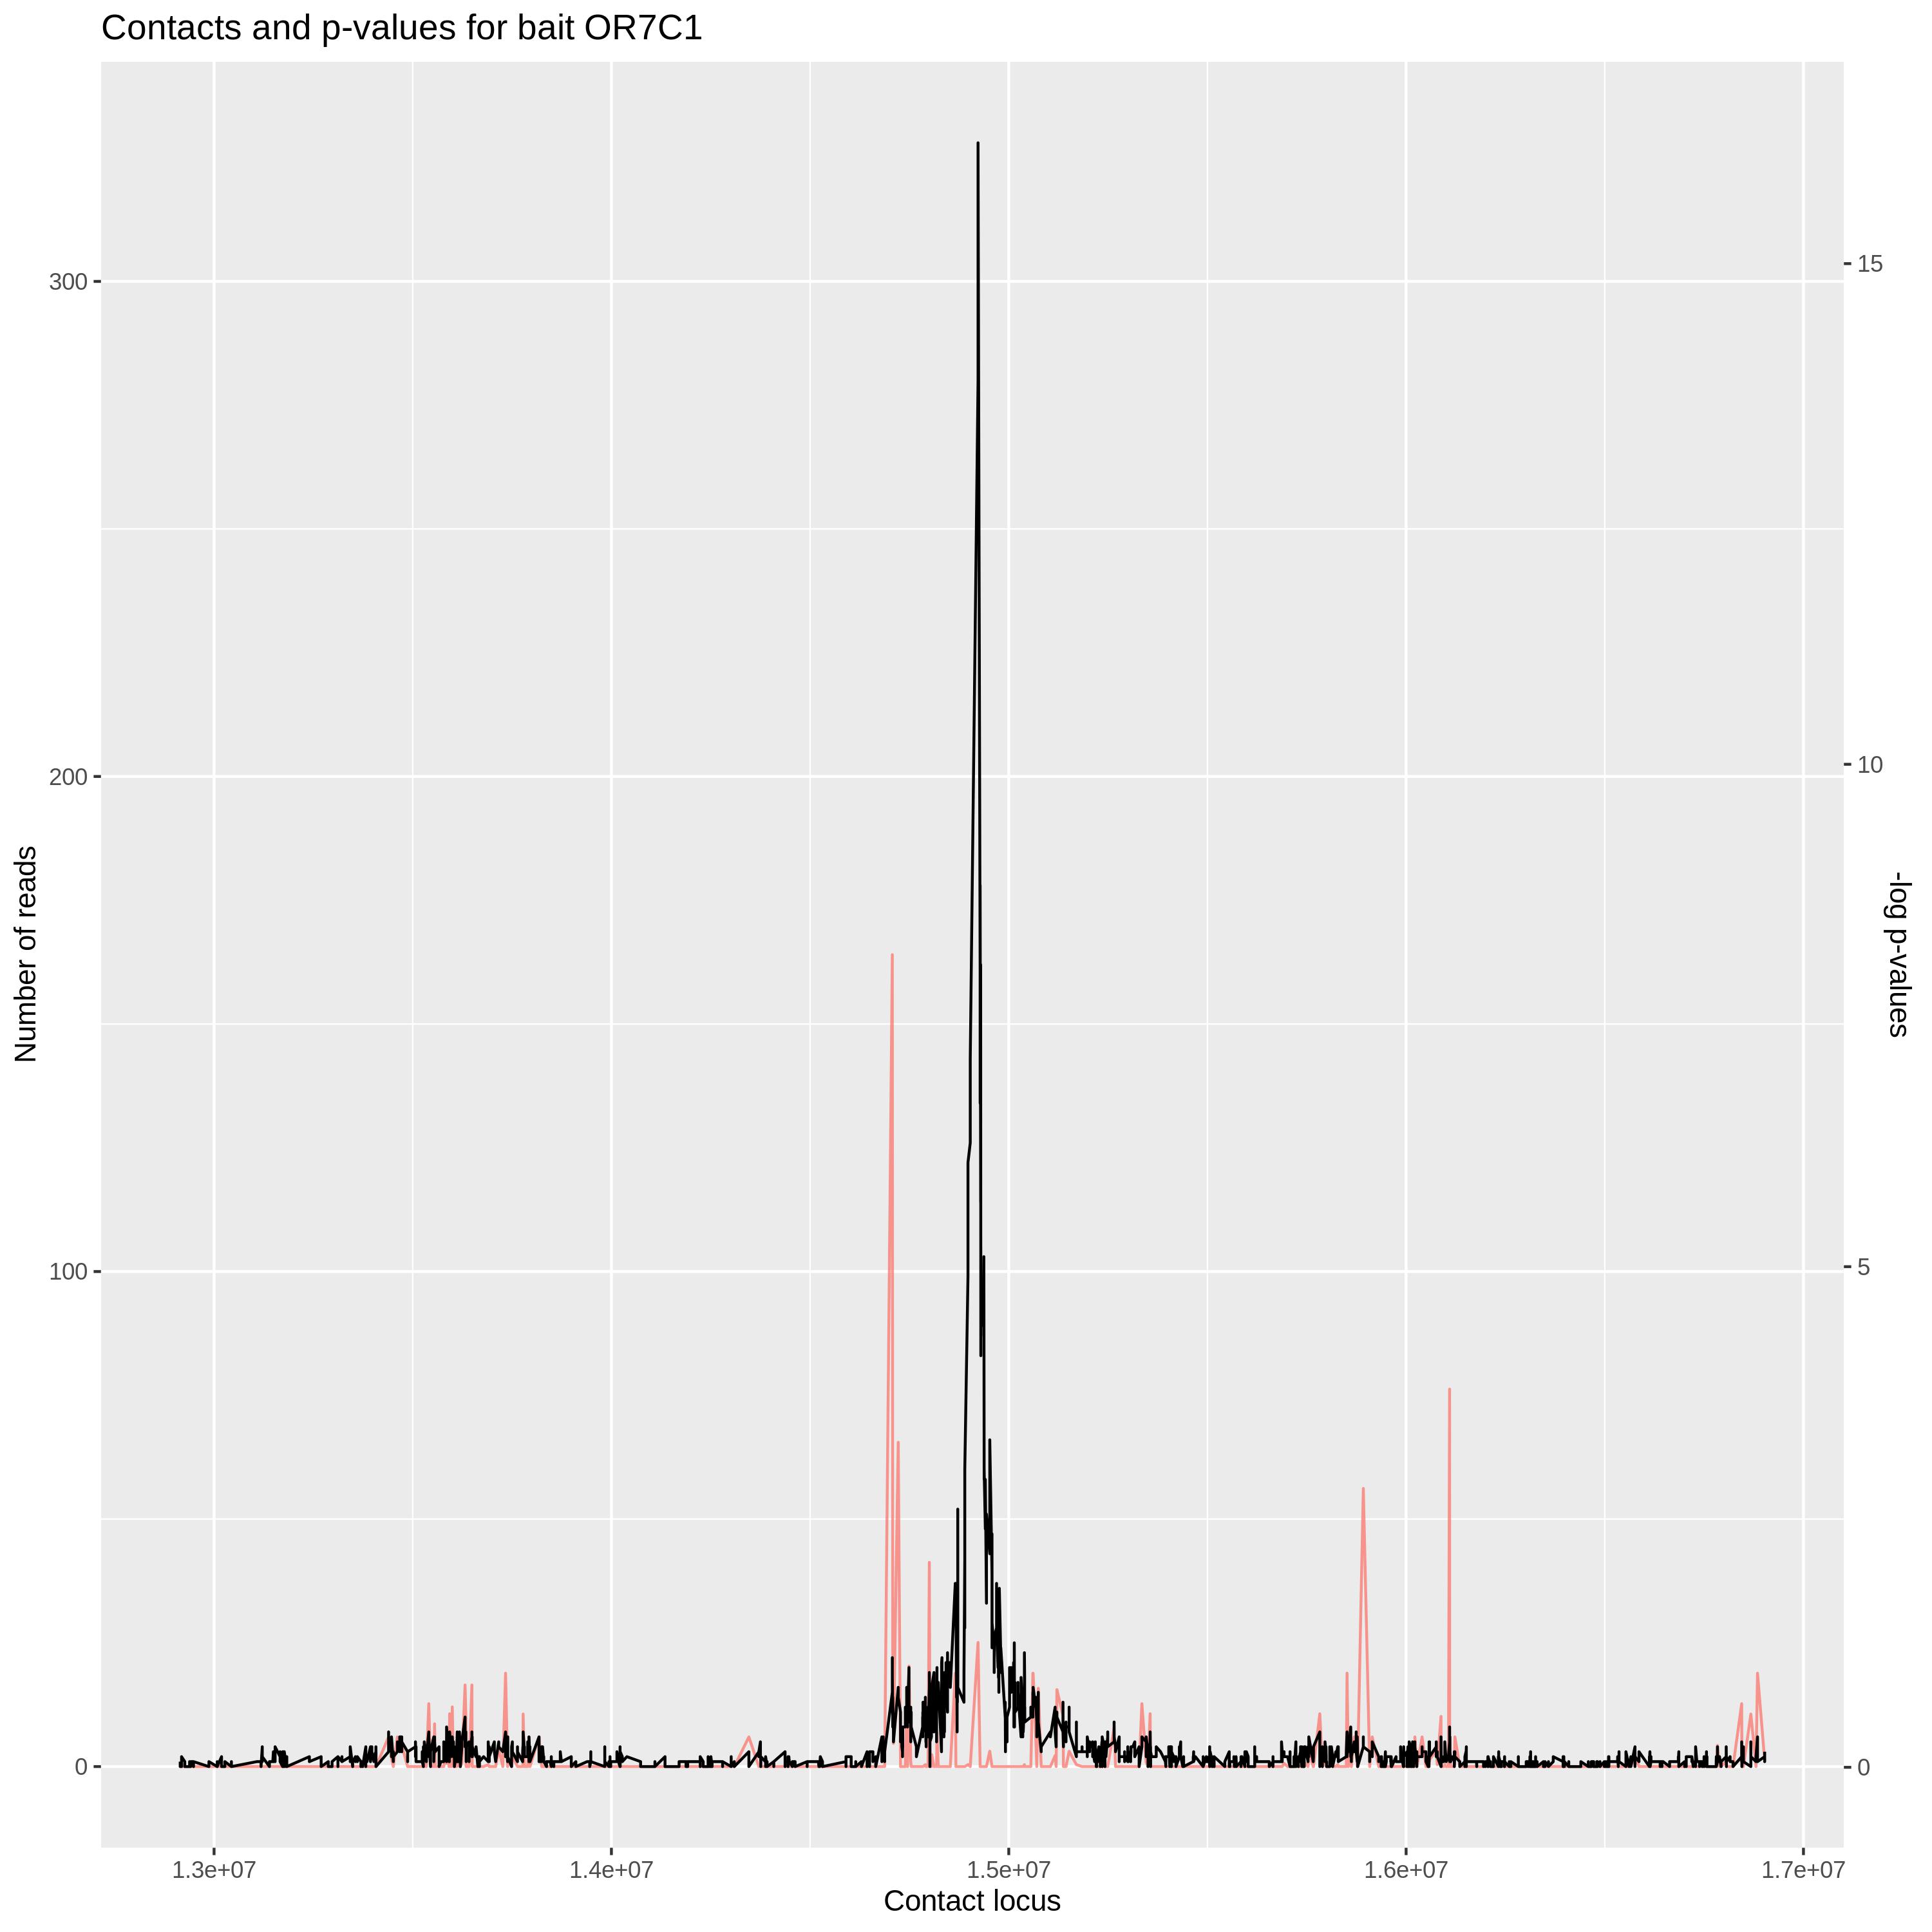 Contacts and p-values for bait OR7C1
300
200
100
0
Number of reads
15
10
5
0
-log p-values
1.3e+07
1.4e+07
1.5e+07
1.6e+07
1.7e+07
Contact locus